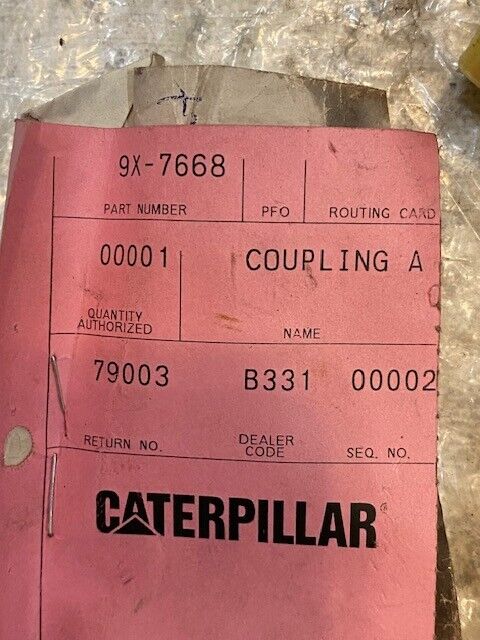 9X-7668
PART NUMBER PFO ROUTING CARD
00001 COUPLING A
QUANTITY
AUTHORIZED NAME
79003 B331 00002
RETURN NO. DEALER
CODE SEQ. NO.
CATERPILLAR